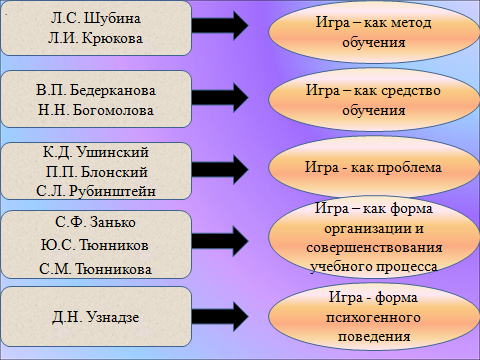 Л.С. Шубина
Л.И. Крюкова
Игра – как метод
обучения
В.П. Бедерканова
Н.Н. Богомолова
Игра – как средство
обучения
К.Д. Ушинский
П.П. Блонский
С.Л. Рубинштейн
Игра - как проблема
С.Ф. Занько
Ю.С. Тюнников
С.М. Тюнникова
Игра – как форма
организации и
совершенствования
учебного процесса
Д.Н. Узнадзе
Игра - форма
психогенного
поведения